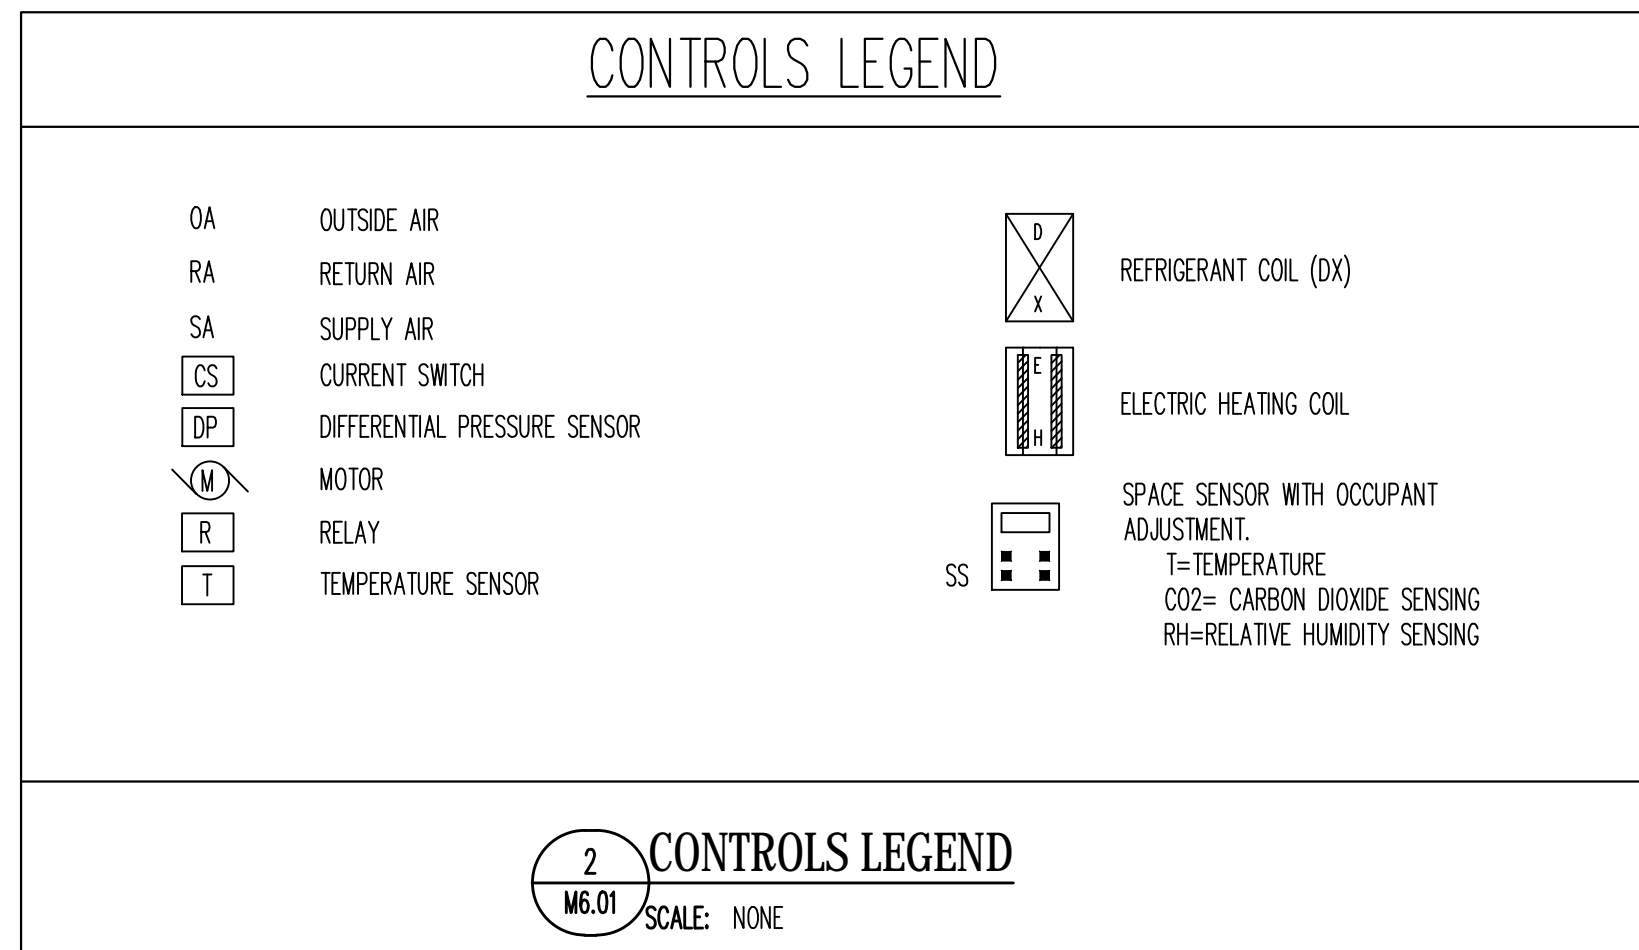 CONTROLS LEGEND
OA OUTSIDE AIR
RA RETURN AIR
SA SUPPLY AIR
CS CURRENT SWITCH
DP DIFFERENTIAL PRESSURE SENSOR
M MOTOR
R RELAY
T TEMPERATURE SENSOR
D
X
REFRIGERANT COIL (DX)
E
H
ELECTRIC HEATING COIL
SS
SPACE SENSOR WITH OCCUPANT
ADJUSTMENT.
T=TEMPERATURE
CO2= CARBON DIOXIDE SENSING
RH=RELATIVE HUMIDITY SENSING
2
M6.01
CONTROLS LEGEND
SCALE: NONE